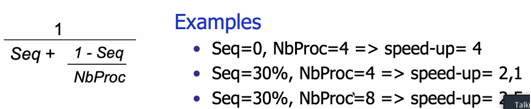 Examples
1
Seq + 1 - Seq
NbProc
• Seq=0, NbProc=4 => speed-up= 4
• Seq=30%, NbProc=4 => speed-up= 2,1
• Seq=30%, NbProc=8 => speed-up=